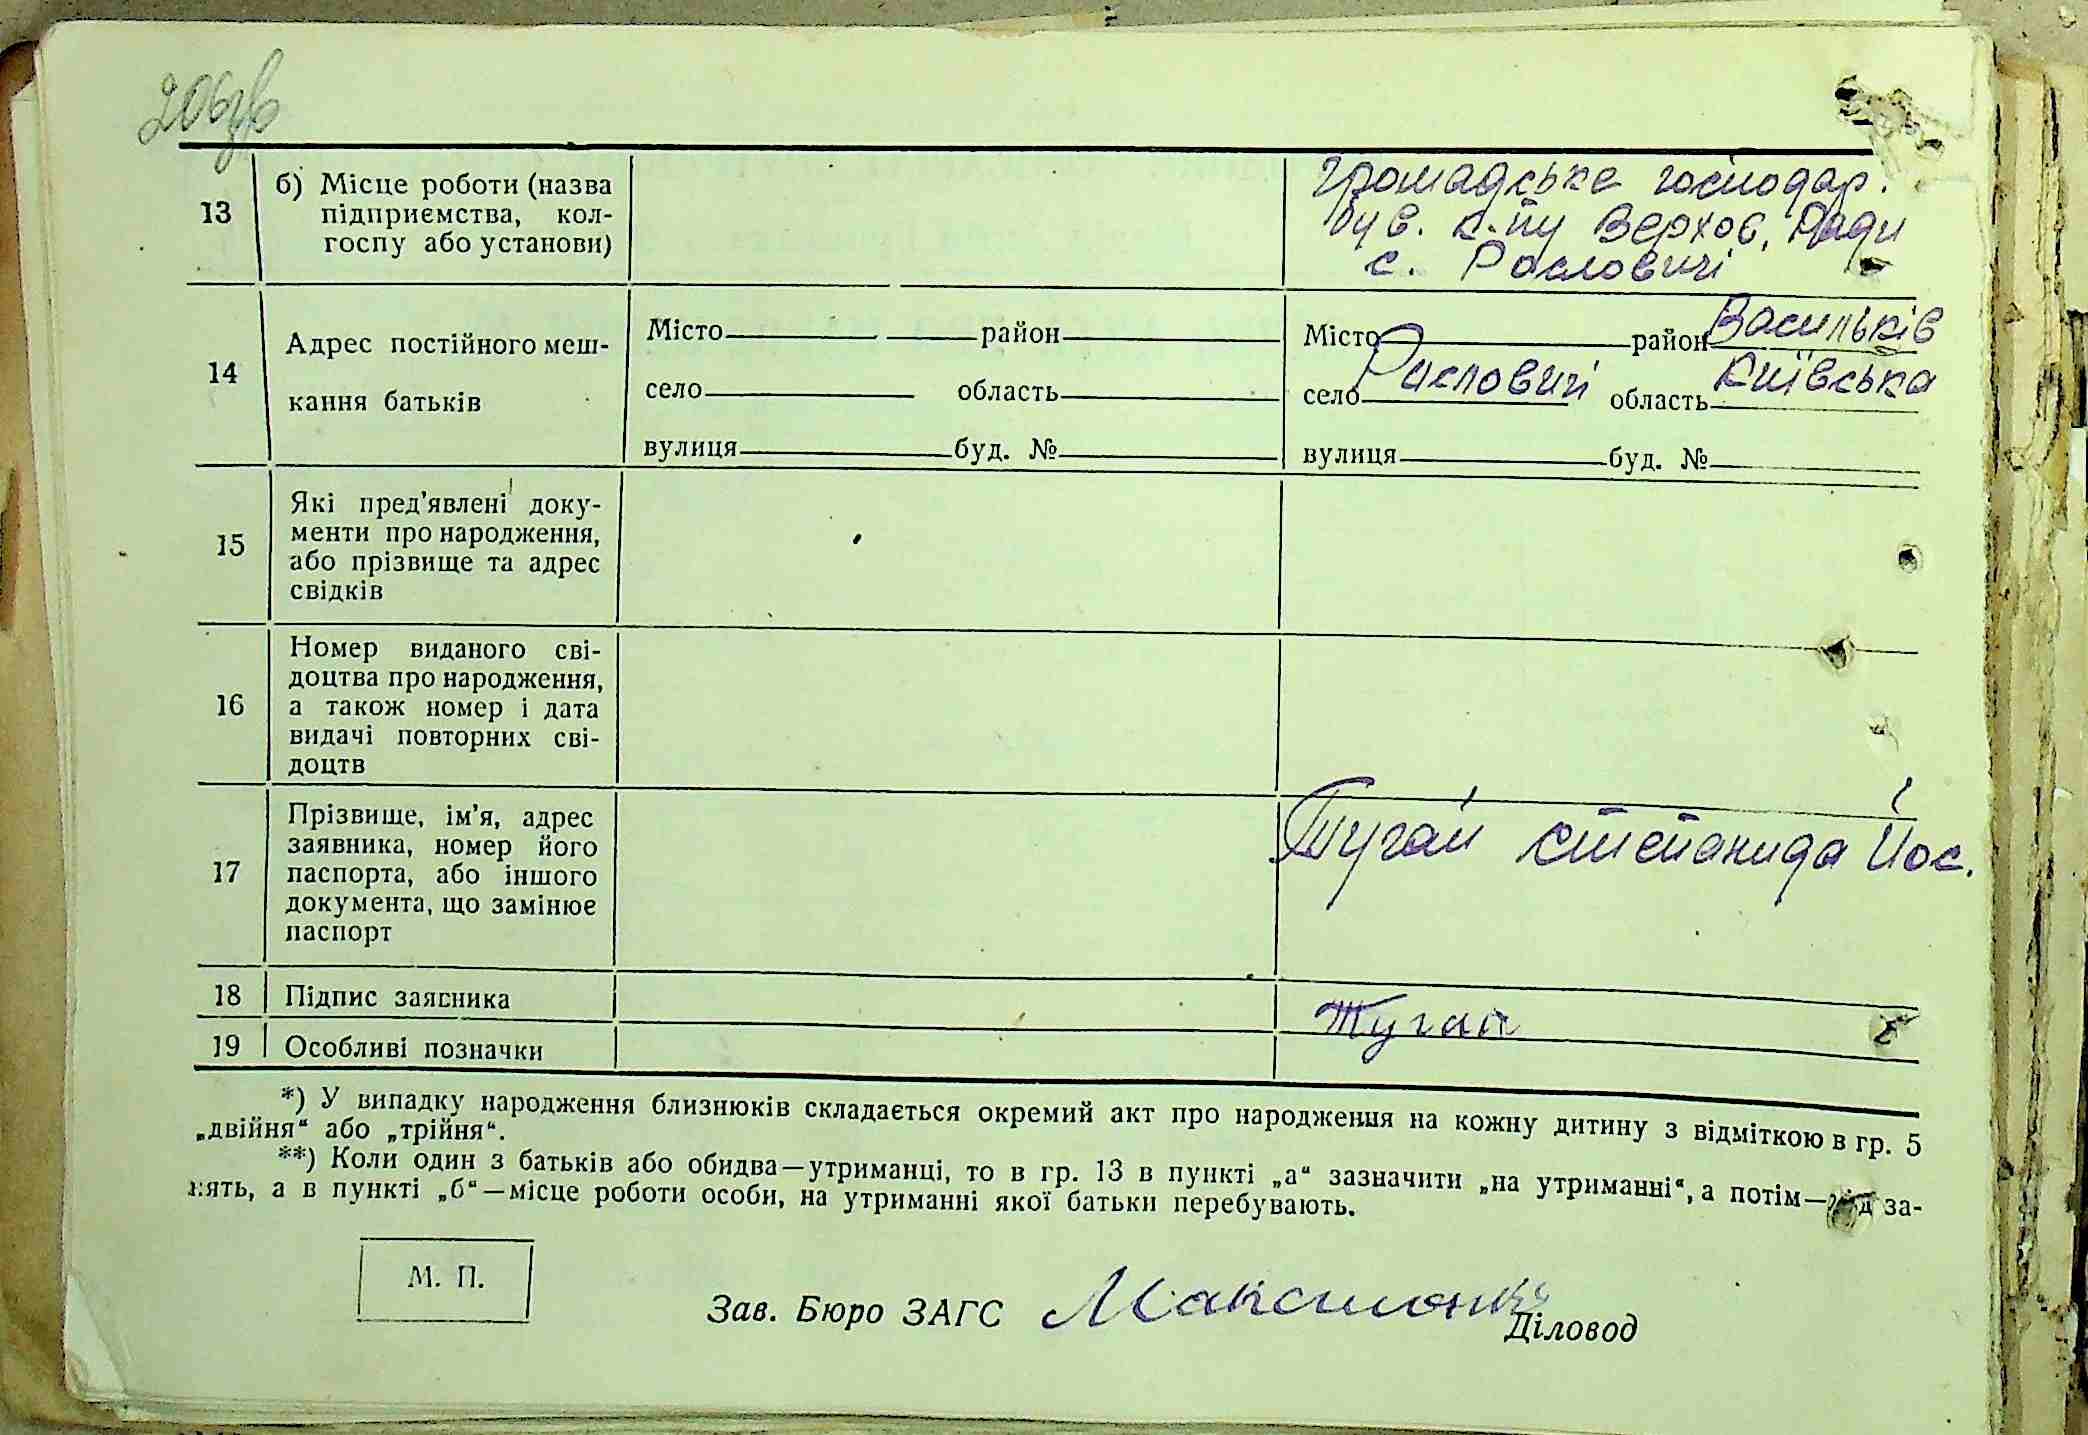 206зв
13 б) Місце роботи (назва
підприємства, кол-
госпу або установи)
Громадське господар.
був. к-пу Верхов. Ради
с. Расловичі
14 Адрес постійного меш-
кання батьків
Місто район
село область
вулиця буд. №
Місто район Васильків
село Расловичі область Київська
вулиця буд. №
15 Які пред’явлені доку-
менти про народження,
або прізвище та адрес
свідків
16 Номер виданого сві-
доцтва про народження,
а також номер і дата
видачі повторних сві-
доцтв
17 Прізвище, ім’я, адрес
заявника, номер його
паспорта, або іншого
документа, що замінює
паспорт
Тугай Степанида Йос.
18 Підпис заявника Тугай
19 Особливі позначки
*) У випадку народження близнюків складається окремий акт про народження на кожну дитину з відміткою в гр. 5
„двійня“ або „трійня“.
**) Коли один з батьків або обидва—утриманці, то в гр. 13 в пункті „а“ зазначити „на утриманні“, а потім—рід за-
нять, а в пункті „б“—місце роботи особи, на утриманні якої батьки перебувають.
М. П.
Зав. Бюро ЗАГС
Діловод